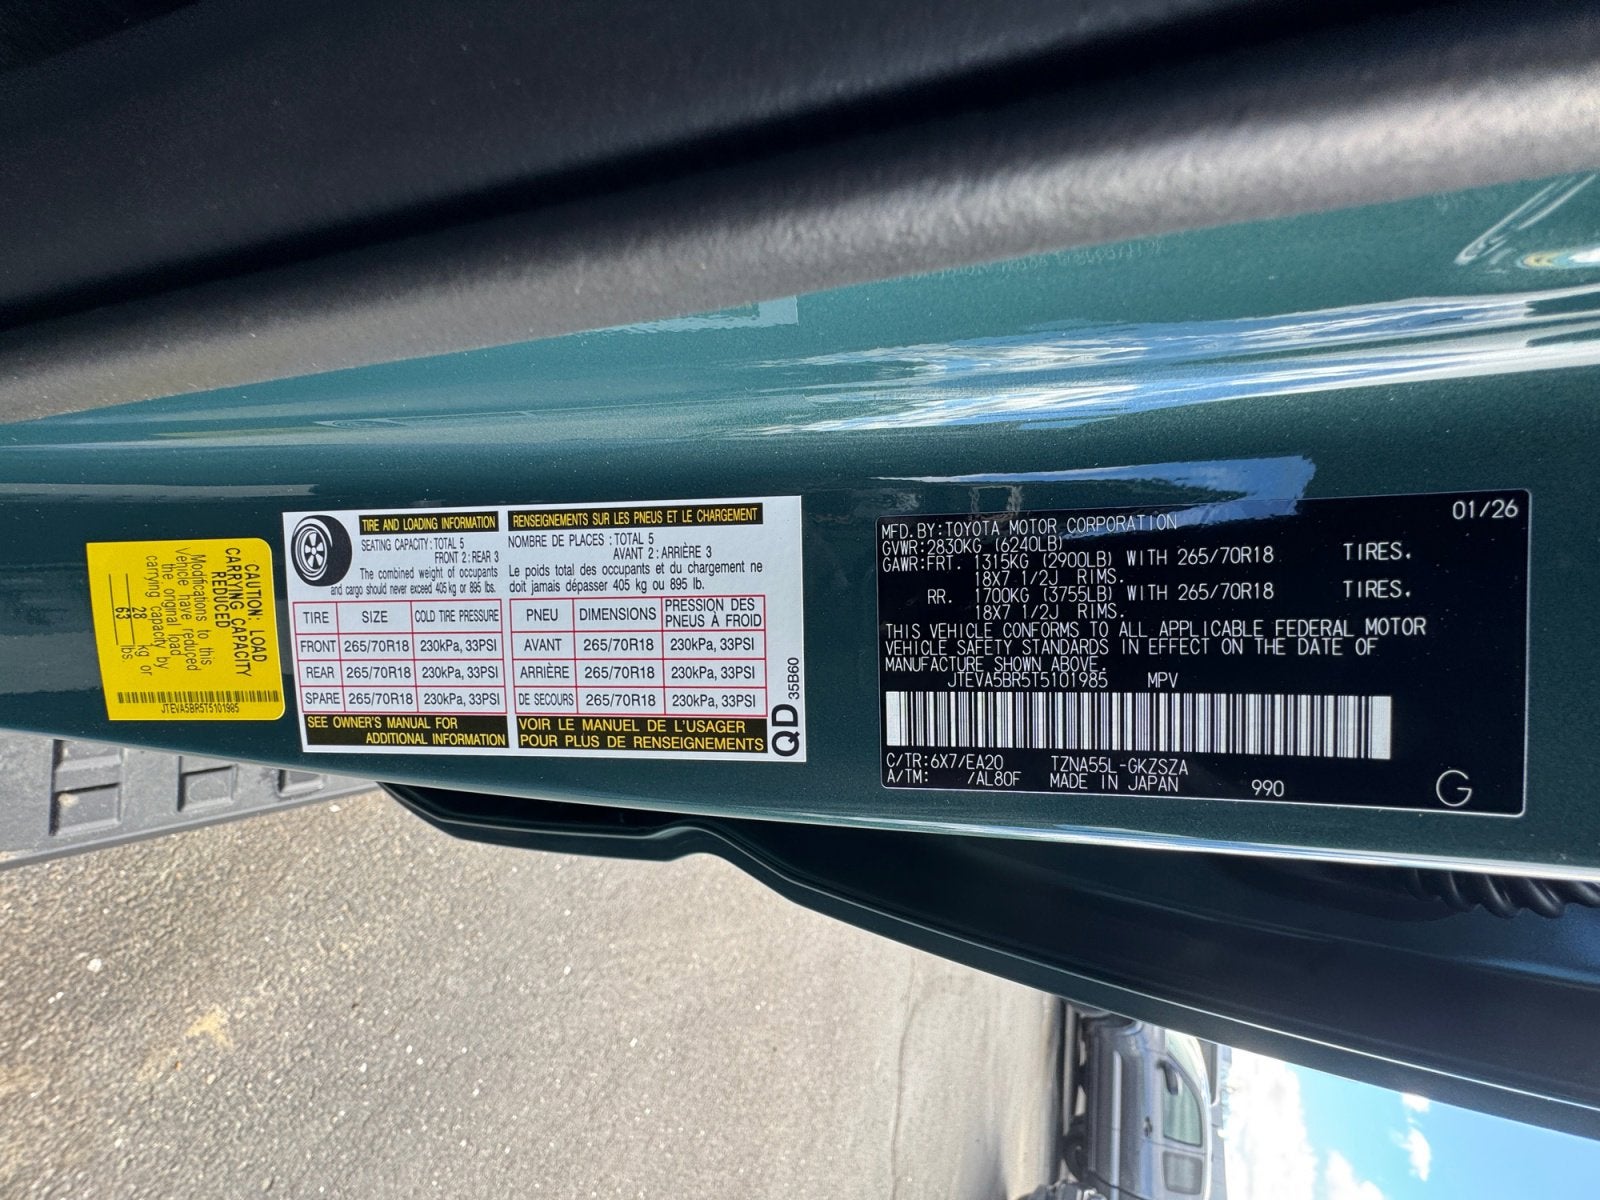 CAUTION: LOAD
CARRYING CAPACITY
REDUCED
Modifications to this
Vehicle have reduced
the original load
carrying capacity by
28 kg or
63 lbs.
JTEVA5BR5T5101985
TIRE AND LOADING INFORMATION
SEATING CAPACITY : TOTAL 5
FRONT 2 : REAR 3
The combined weight of occupants
and cargo should never exceed 405 kg or 895 lbs.
TIRE SIZE COLD TIRE PRESSURE
FRONT 265/70R18 230kPa, 33PSI
REAR 265/70R18 230kPa, 33PSI
SPARE 265/70R18 230kPa, 33PSI
SEE OWNER'S MANUAL FOR
ADDITIONAL INFORMATION
RENSEIGNEMENTS SUR LES PNEUS ET LE CHARGEMENT
NOMBRE DE PLACES : TOTAL 5
AVANT 2 : ARRIÈRE 3
Le poids total des occupants et du chargement ne
doit jamais dépasser 405 kg ou 895 lb.
PNEU DIMENSIONS PRESSION DES
PNEUS À FROID
AVANT 265/70R18 230kPa, 33PSI
ARRIÈRE 265/70R18 230kPa, 33PSI
DE SECOURS 265/70R18 230kPa, 33PSI
VOIR LE MANUEL DE L'USAGER
POUR PLUS DE RENSEIGNEMENTS
QD 35B60
01/26
MFD.BY:TOYOTA MOTOR CORPORATION
GVWR:2830KG (6240LB)
GAWR:FRT. 1315KG (2900LB) WITH 265/70R18 TIRES.
18X7 1/2J RIMS.
RR. 1700KG (3755LB) WITH 265/70R18 TIRES.
18X7 1/2J RIMS.
THIS VEHICLE CONFORMS TO ALL APPLICABLE FEDERAL MOTOR
VEHICLE SAFETY STANDARDS IN EFFECT ON THE DATE OF
MANUFACTURE SHOWN ABOVE.
JTEVA5BR5T5101985 MPV
C/TR:6X7/EA20 TZNA55L-GKZSZA
A/TM: /AL80F MADE IN JAPAN 990
G